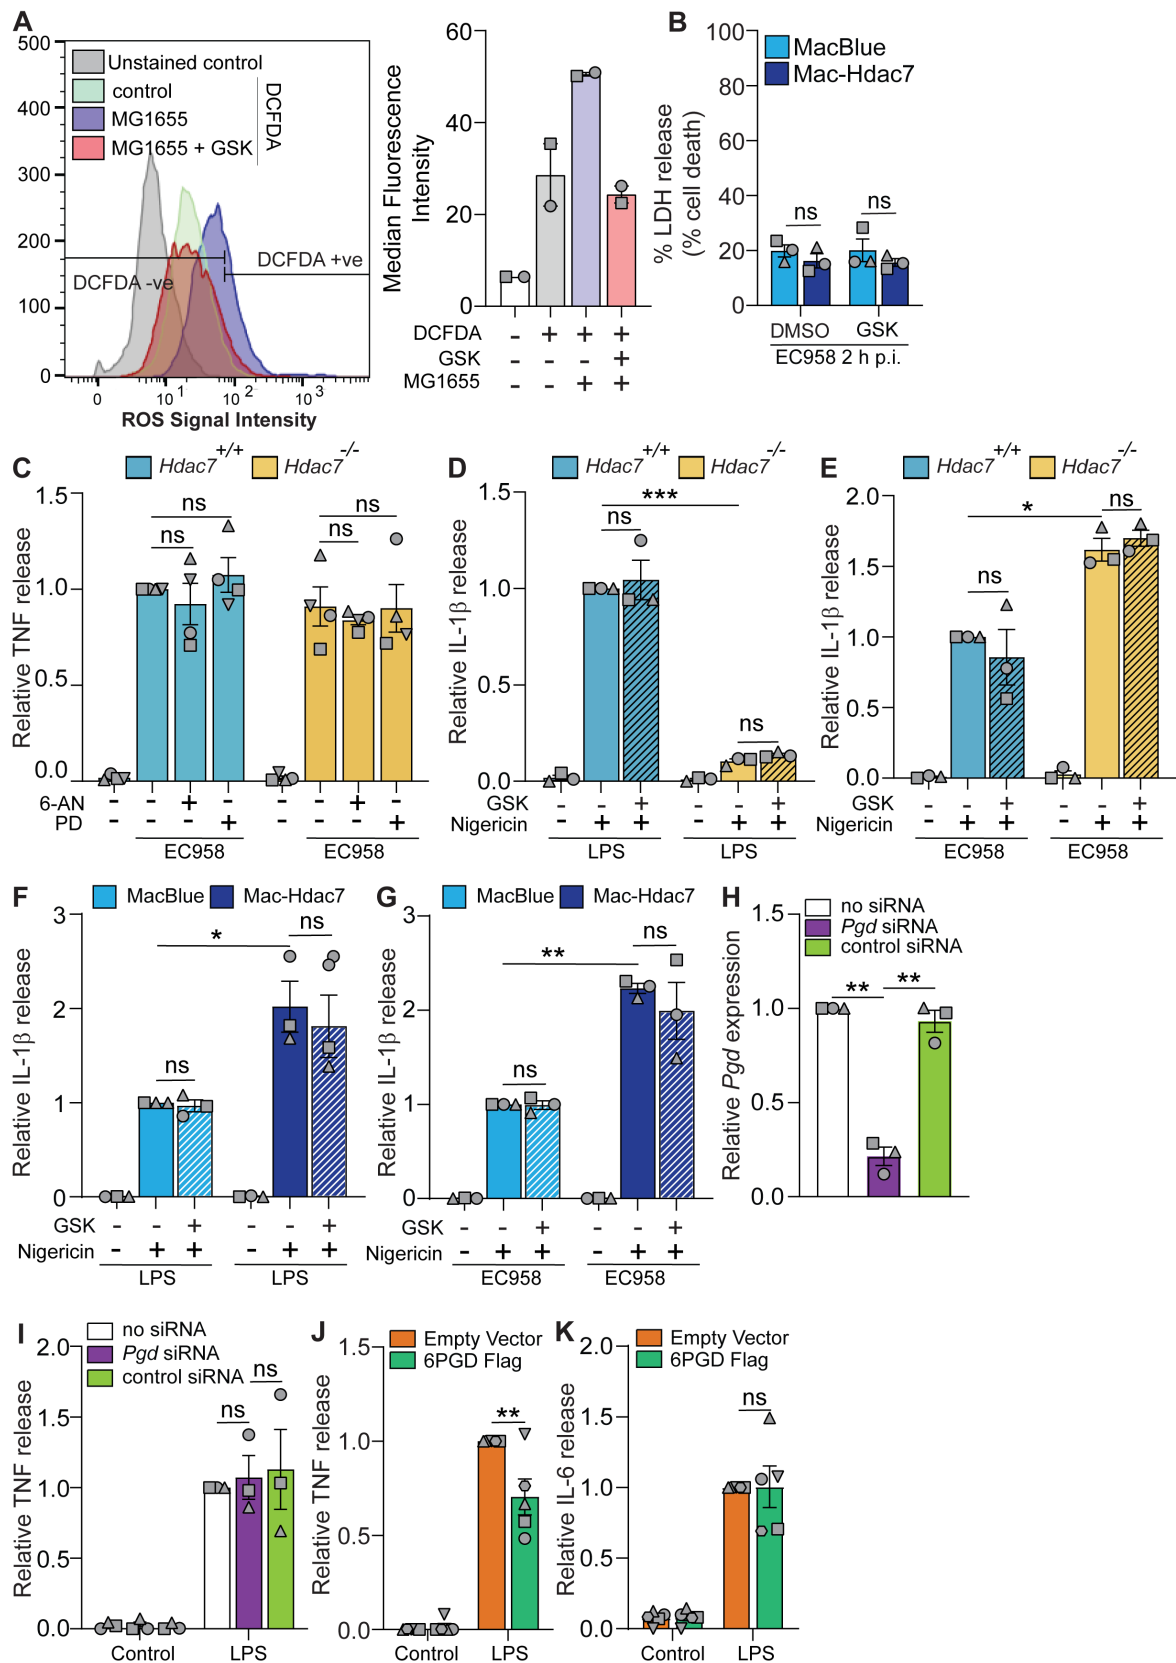 A
500
400
300
200
100
0
Unstained control
control
MG1655
MG1655 + GSK
DCFDA
DCFDA -ve
DCFDA +ve
0 10 1 10 2 10 3
ROS Signal Intensity
Median Fluorescence
Intensity
60
40
20
0
DCFDA - + + +
GSK +
MG1655 - - + +
B
MacBlue
Mac-Hdac7
% LDH release
(% cell death)
100
80
60
40
20
0
ns ns
DMSO GSK
EC958 2 h p.i.
C
Hdac7+/+ Hdac7-/-
Relative TNF release
1.5
1.0
0.5
0.0
ns
ns
ns
ns
6-AN - - + - - +
PD - - + - - +
EC958 EC958
D
Hdac7+/+ Hdac7-/-
Relative IL-1β release
1.5
1.0
0.5
0.0
***
ns
ns
GSK - - + - - +
Nigericin - + + - + +
LPS LPS
E
Hdac7+/+ Hdac7-/-
Relative IL-1β release
2.0
1.5
1.0
0.5
0.0
*
ns
ns
GSK - - + - - +
Nigericin - + + - + +
EC958 EC958
F
MacBlue Mac-Hdac7
Relative IL-1β release
3
2
1
0
ns
*
ns
GSK - - + - - +
Nigericin - + + - + +
LPS LPS
G
MacBlue Mac-Hdac7
Relative IL-1β release
3
2
1
0
ns
**
ns
GSK - - + - - +
Nigericin - + + - + +
EC958 EC958
H
no siRNA
Pgd siRNA
control siRNA
Relative Pgd expression
1.5
1.0
0.5
0.0
** **
I
no siRNA
Pgd siRNA
control siRNA
Relative TNF release
2.0
1.5
1.0
0.5
0.0
ns
ns
Control LPS
J
Empty Vector
6PGD Flag
Relative TNF release
1.5
1.0
0.5
0.0
**
Control LPS
K
Empty Vector
6PGD Flag
Relative IL-6 release
2.0
1.5
1.0
0.5
0.0
ns
Control LPS